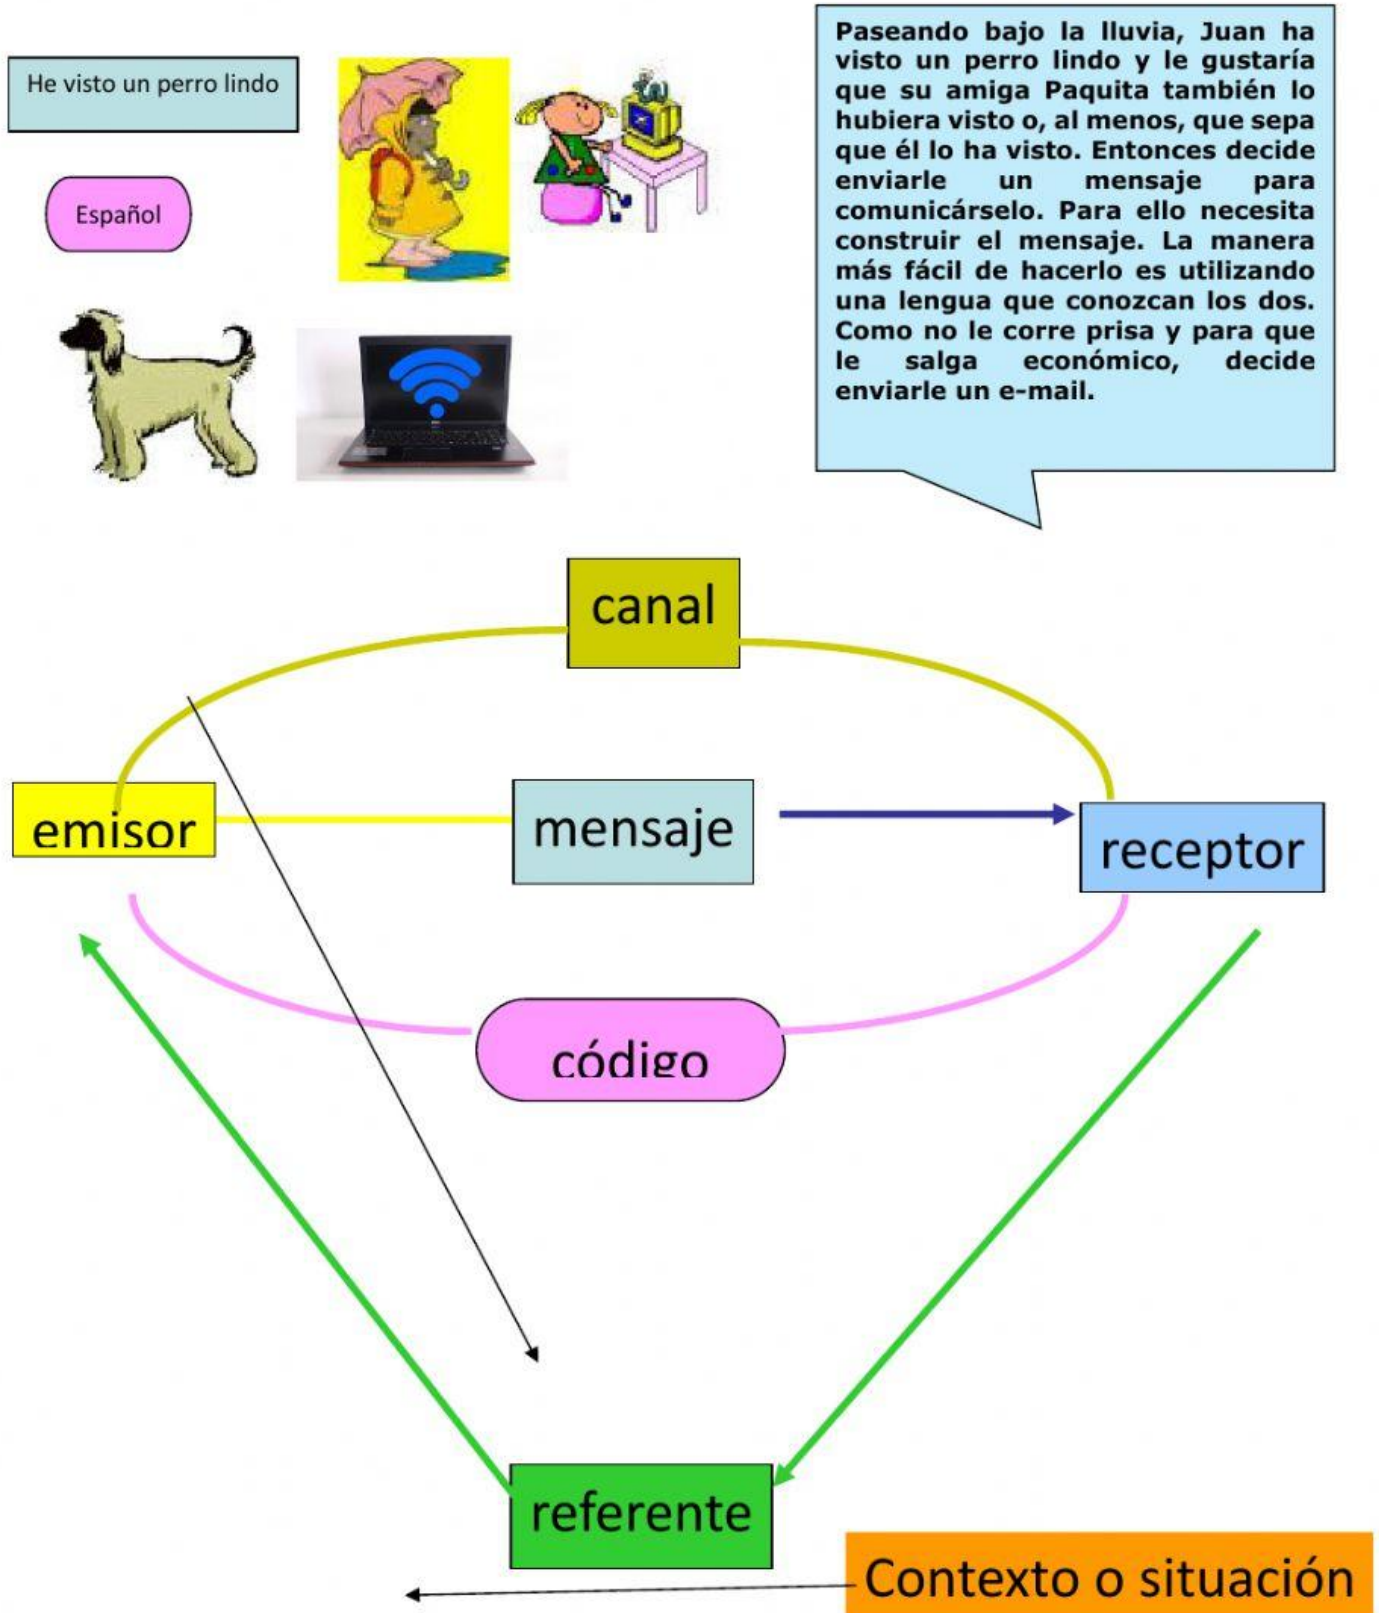 He visto un perro lindo
Español
Paseando bajo la lluvia, Juan ha
visto un perro lindo y le gustaría
que su amiga Paquita también lo
hubiera visto o, al menos, que sepa
que él lo ha visto. Entonces decide
enviarle un mensaje para
comunicárselo. Para ello necesita
construir el mensaje. La manera
más fácil de hacerlo es utilizando
una lengua que conozcan los dos.
Como no le corre prisa y para que
le salga económico, decide
enviarle un e-mail.
canal
emisor
mensaje
receptor
código
referente
Contexto o situación